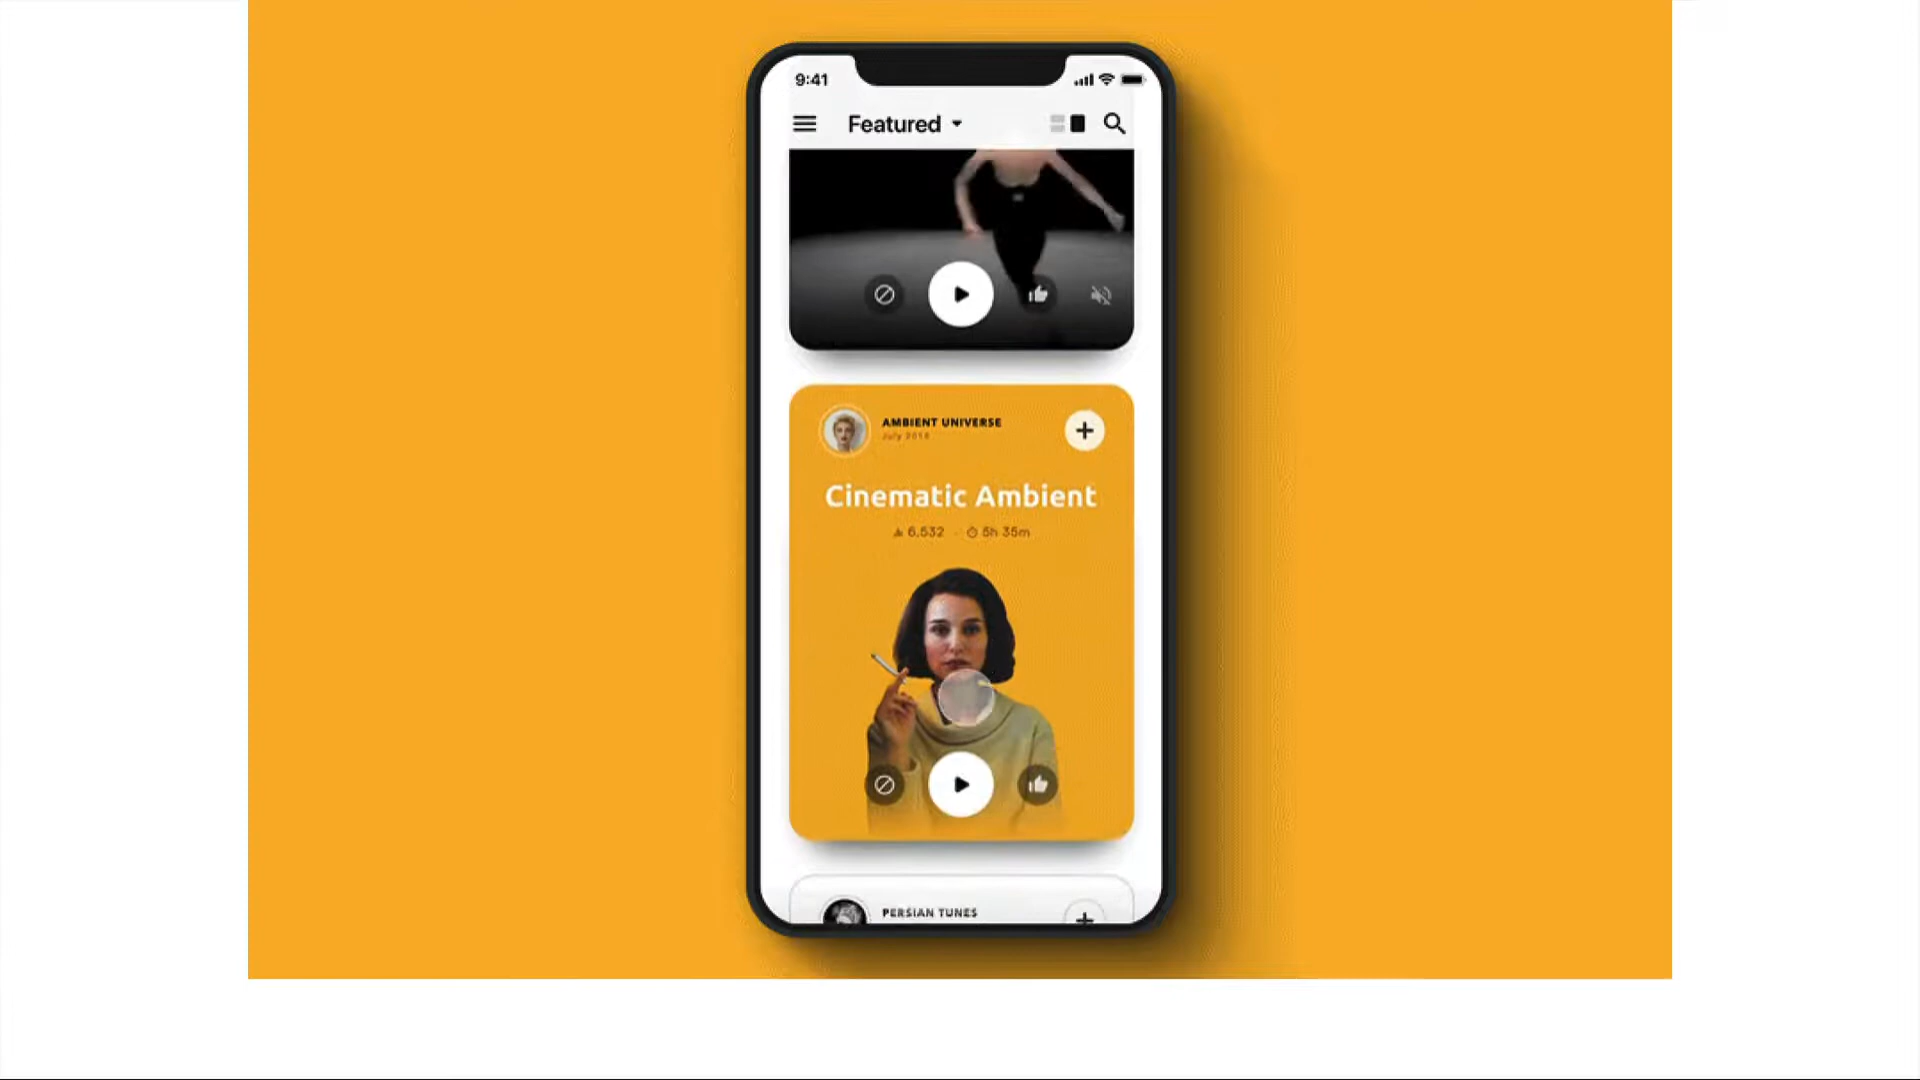 9:41
Featured
AMBIENT UNIVERSE
July 2018
Cinematic Ambient
6,532 · 5h 35m
PERSIAN TUNES